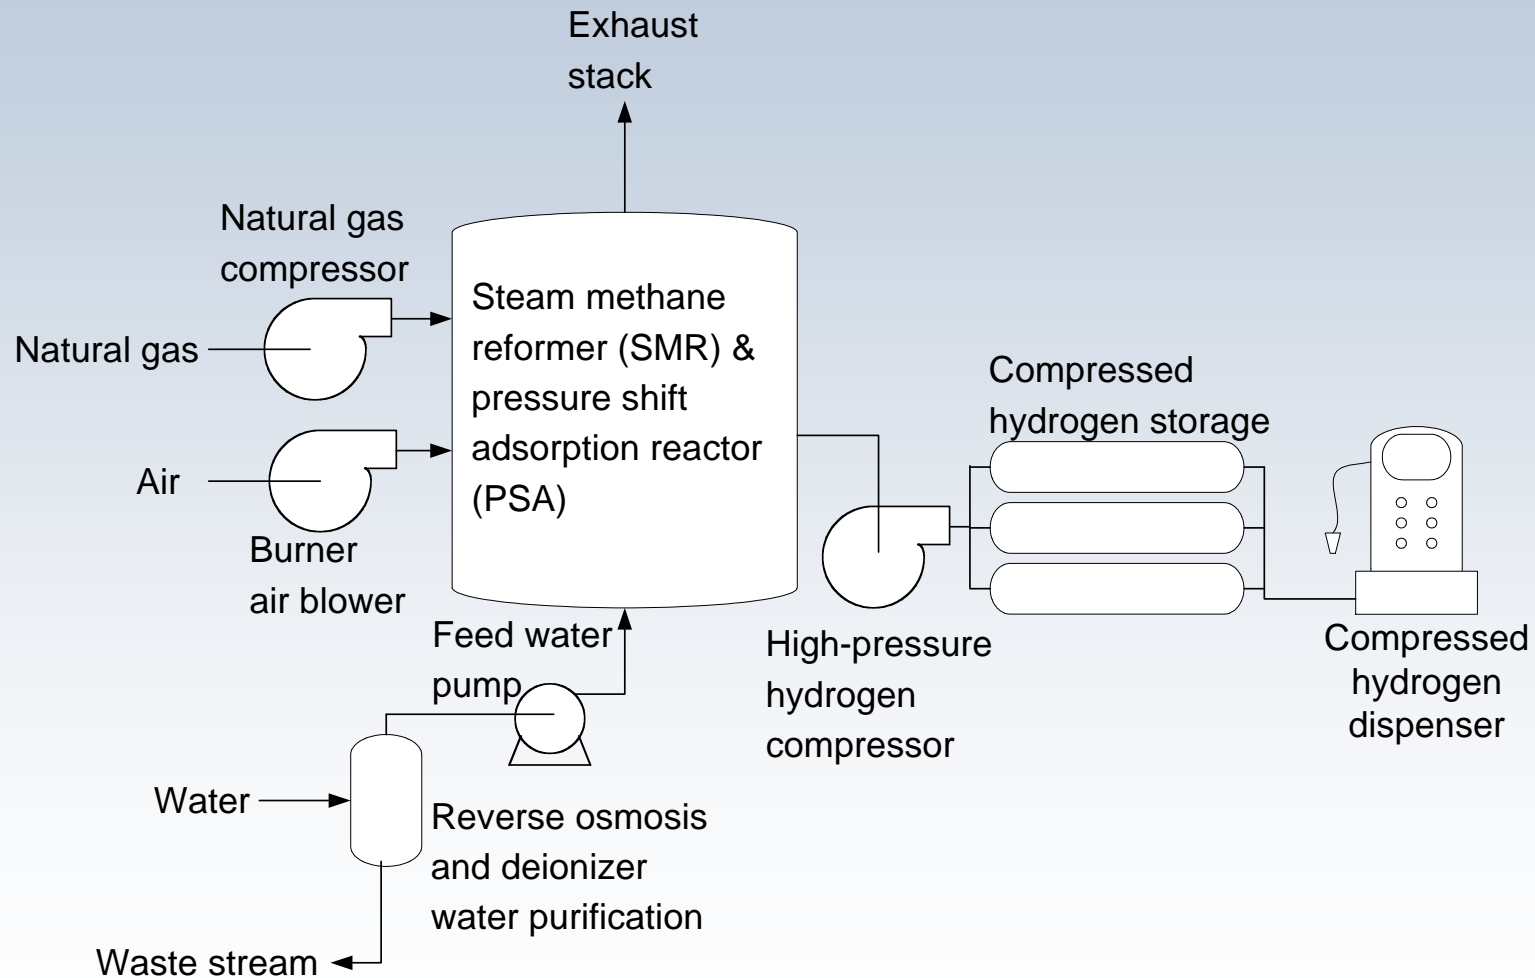 Exhaust
stack
Natural gas
compressor
Natural gas
Steam methane
reformer (SMR) &
pressure shift
adsorption reactor
(PSA)
Air
Burner
air blower
Compressed
hydrogen storage
Feed water
pump
High-pressure
hydrogen
compressor
Compressed
hydrogen
dispenser
Water
Reverse osmosis
and deionizer
water purification
Waste stream